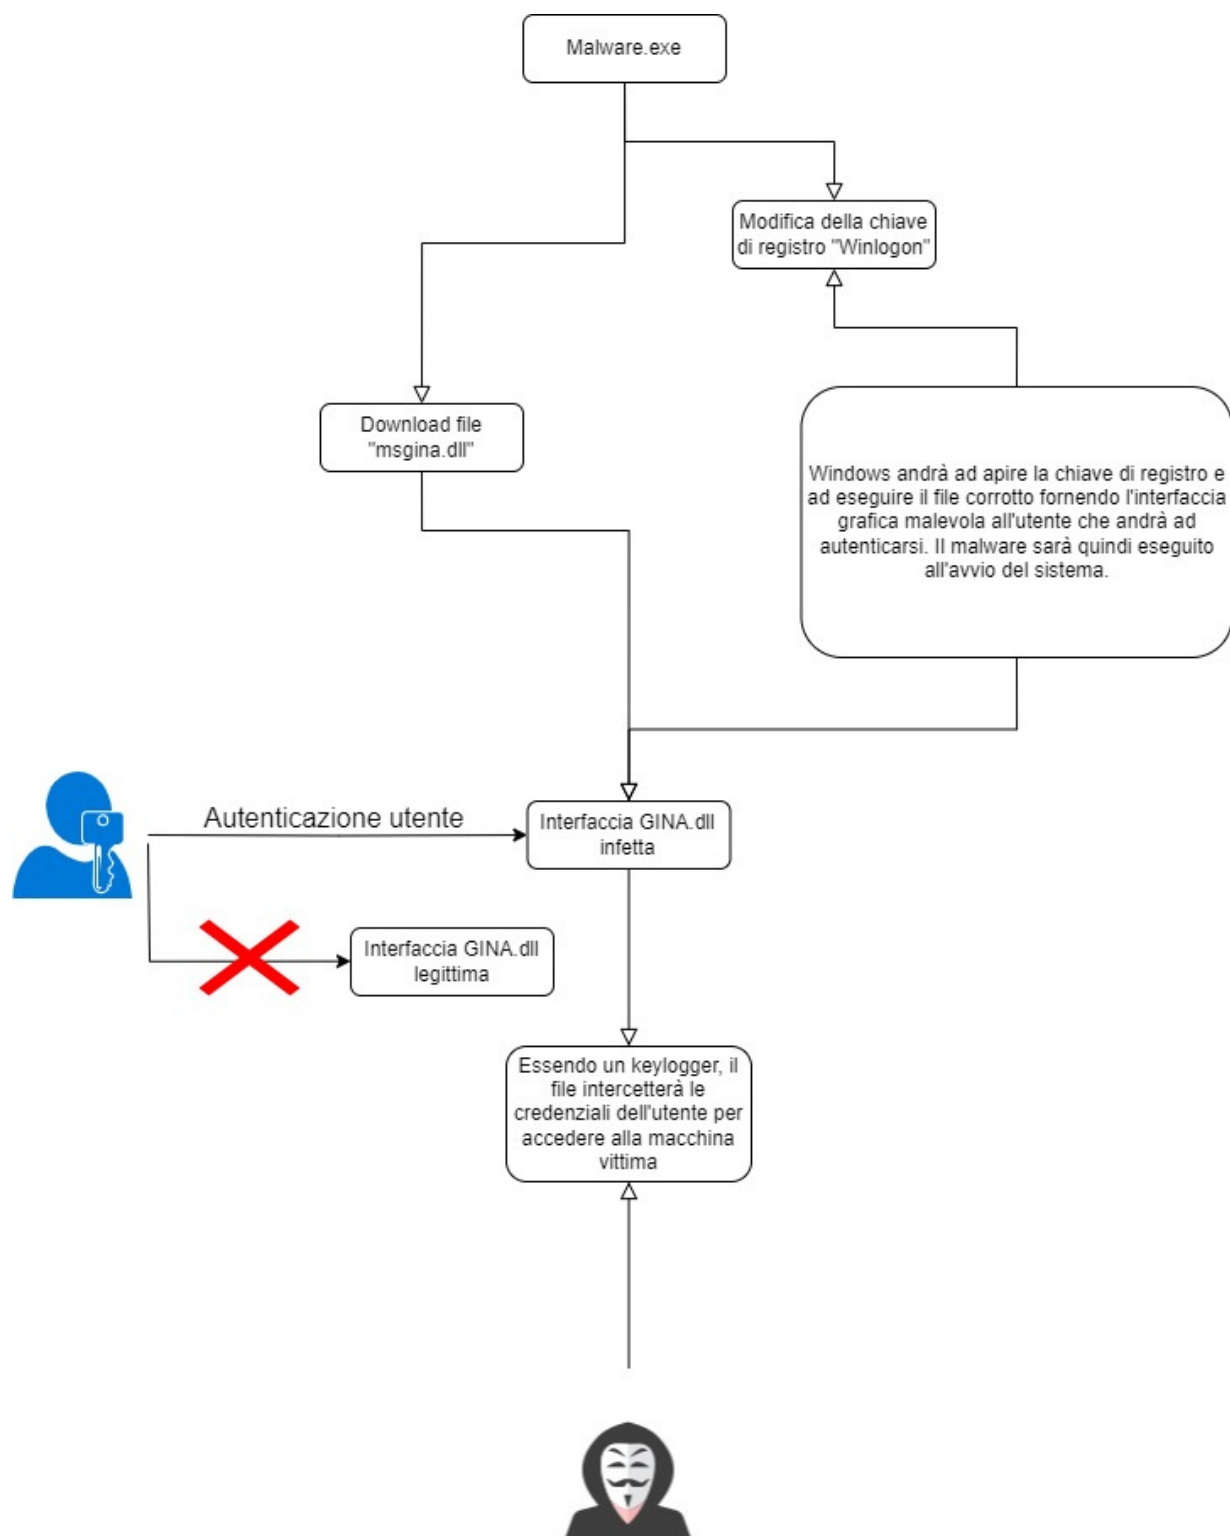 Malware.exe
Modifica della chiave
di registro "Winlogon"
Download file
"msgina.dll"
Windows andrà ad apire la chiave di registro e
ad eseguire il file corrotto fornendo l'interfaccia
grafica malevola all'utente che andrà ad
autenticarsi. Il malware sarà quindi eseguito
all'avvio del sistema.
Autenticazione utente
Interfaccia GINA.dll
infetta
Interfaccia GINA.dll
legittima
Essendo un keylogger, il
file intercetterà le
credenziali dell'utente per
accedere alla macchina
vittima